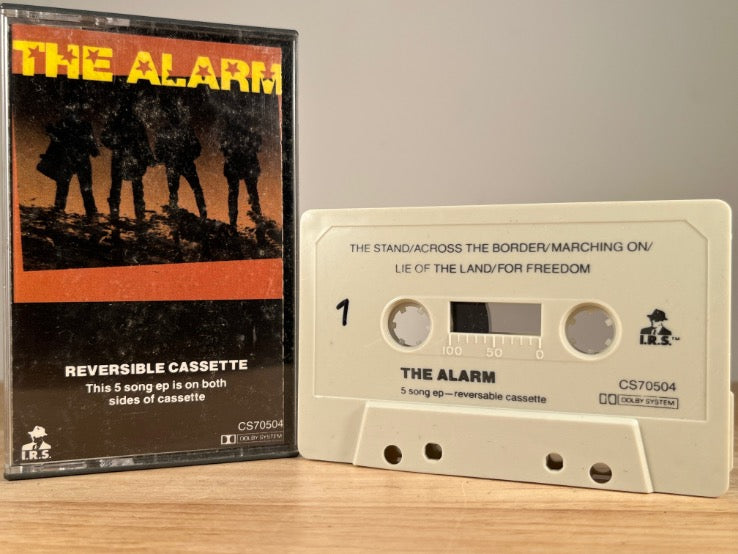 THE ALARM
REVERSIBLE CASSETTE
This 5 song ep is on both
sides of cassette
CS70504
DOLBY SYSTEM
I.R.S.
THE STAND/ACROSS THE BORDER/MARCHING ON/
LIE OF THE LAND/FOR FREEDOM
1
100 50 0
I.R.S.™
THE ALARM
5 song ep—reversable cassette
CS70504
DOLBY SYSTEM